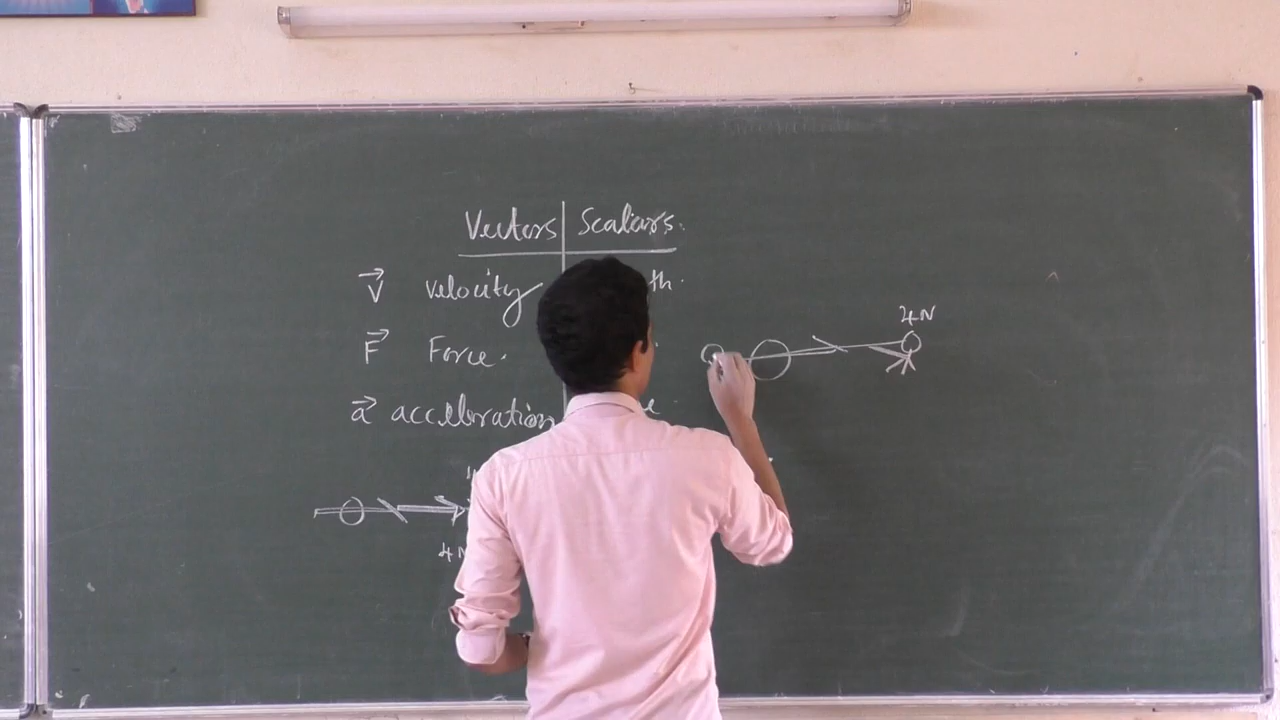 Vectors Scalars.
V velocity
F Force.
4N
a acceleration
4N